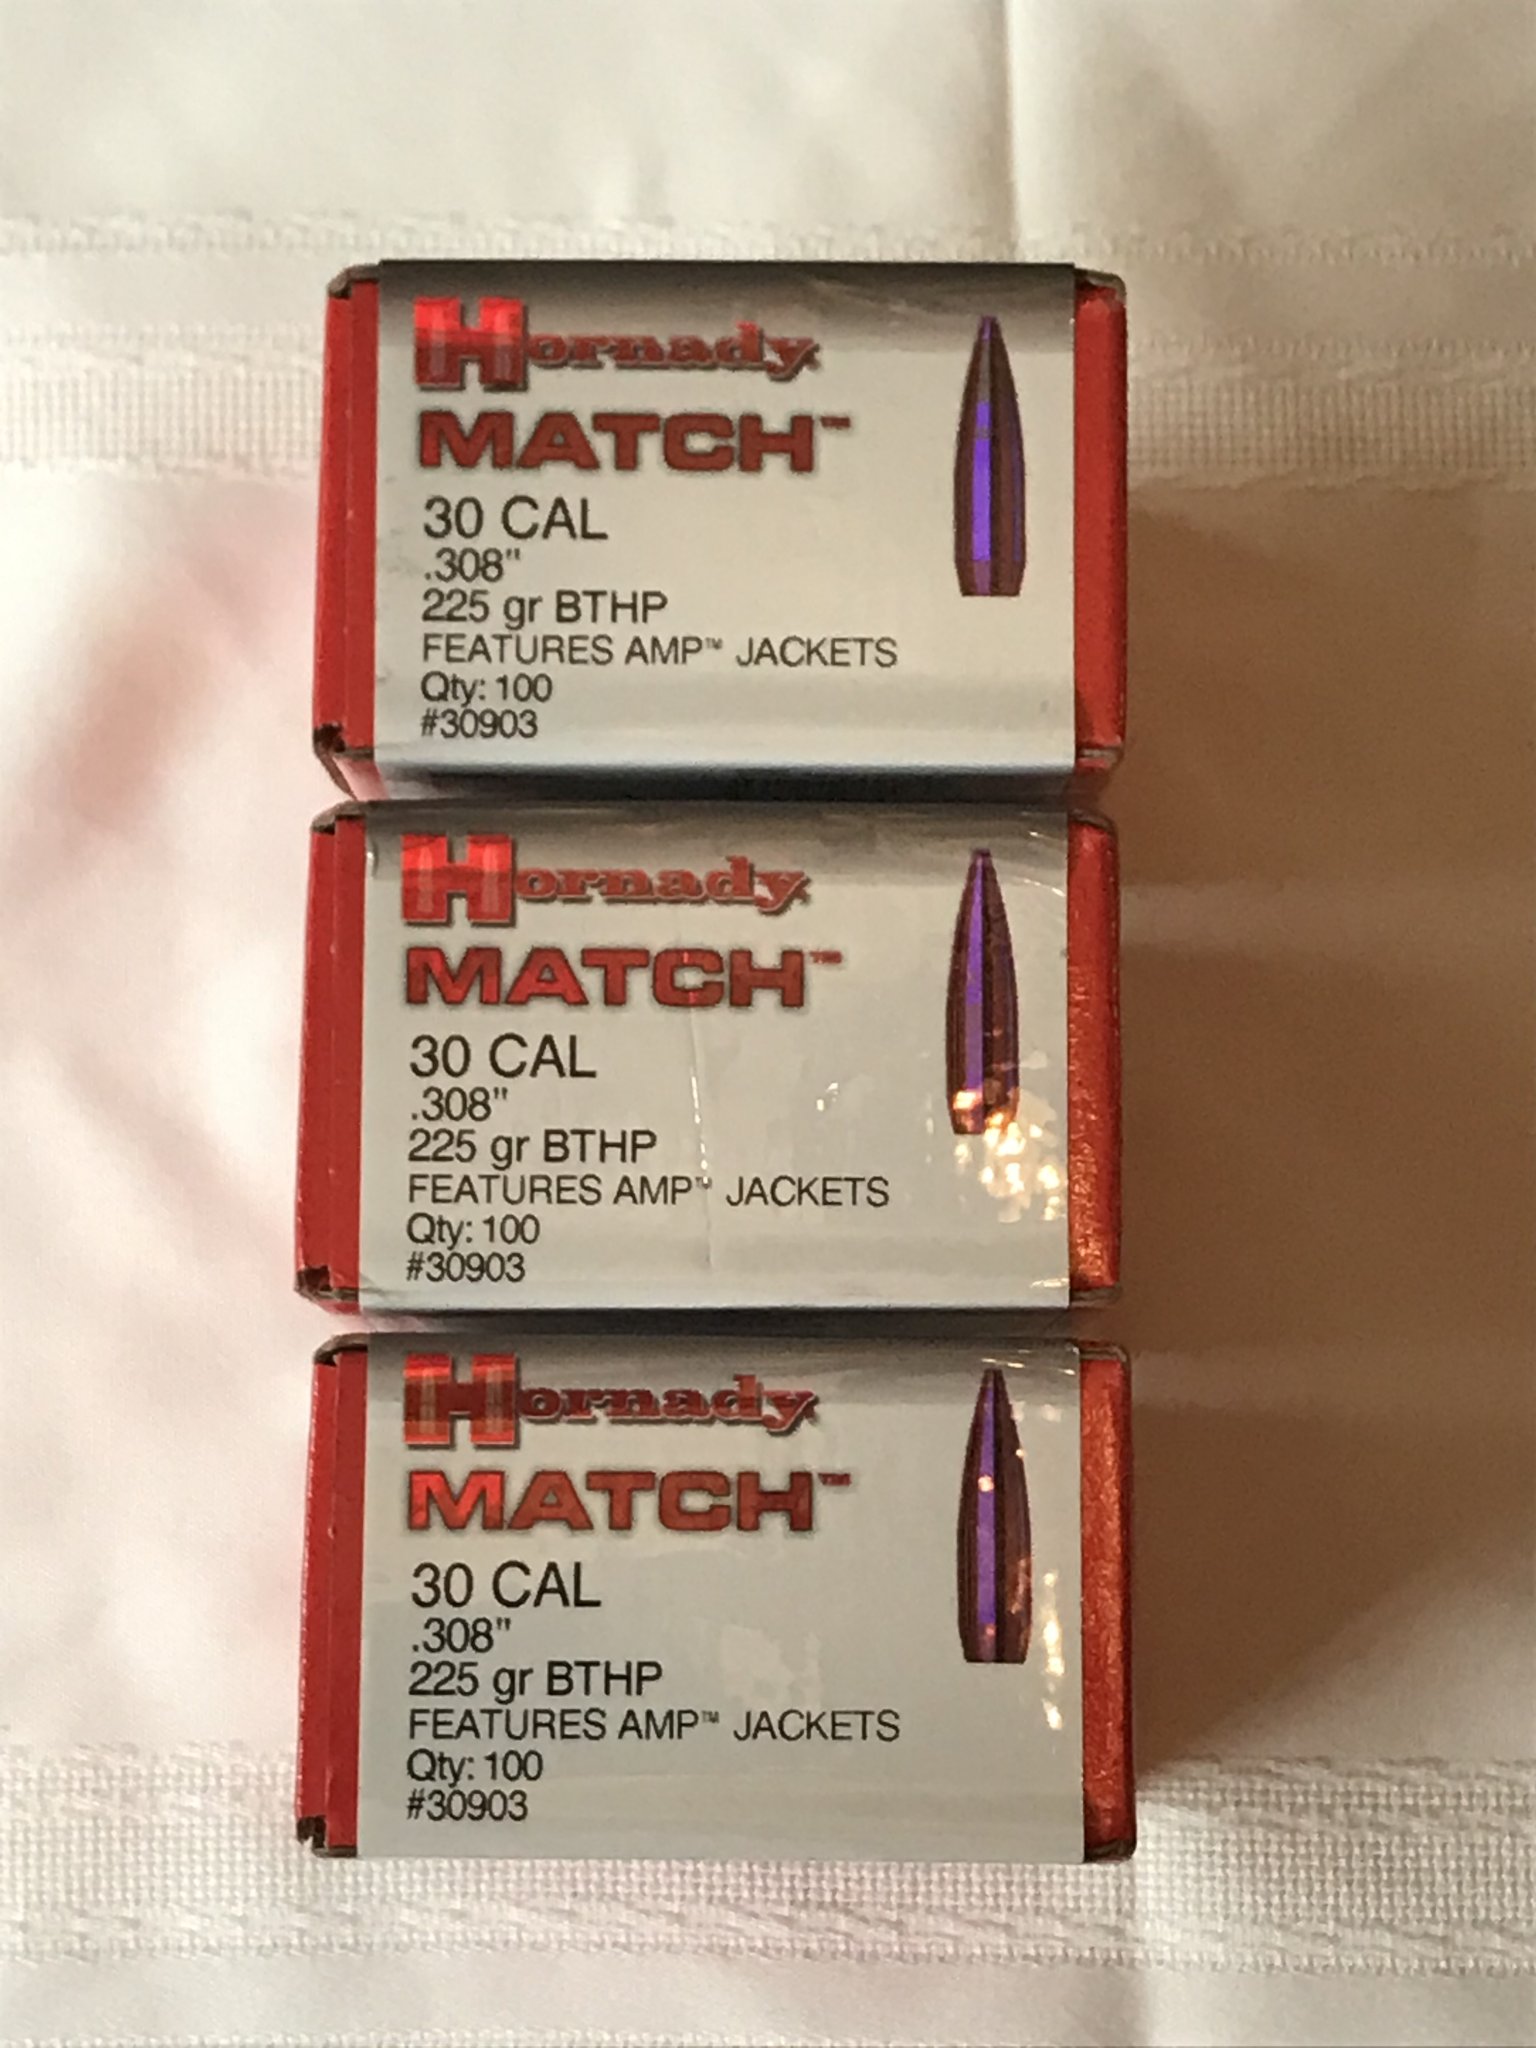 Hornady
MATCH™
30 CAL
.308"
225 gr BTHP
FEATURES AMP™ JACKETS
Qty: 100
#30903
Hornady
MATCH™
30 CAL
.308"
225 gr BTHP
FEATURES AMP™ JACKETS
Qty: 100
#30903
Hornady
MATCH™
30 CAL
.308"
225 gr BTHP
FEATURES AMP™ JACKETS
Qty: 100
#30903